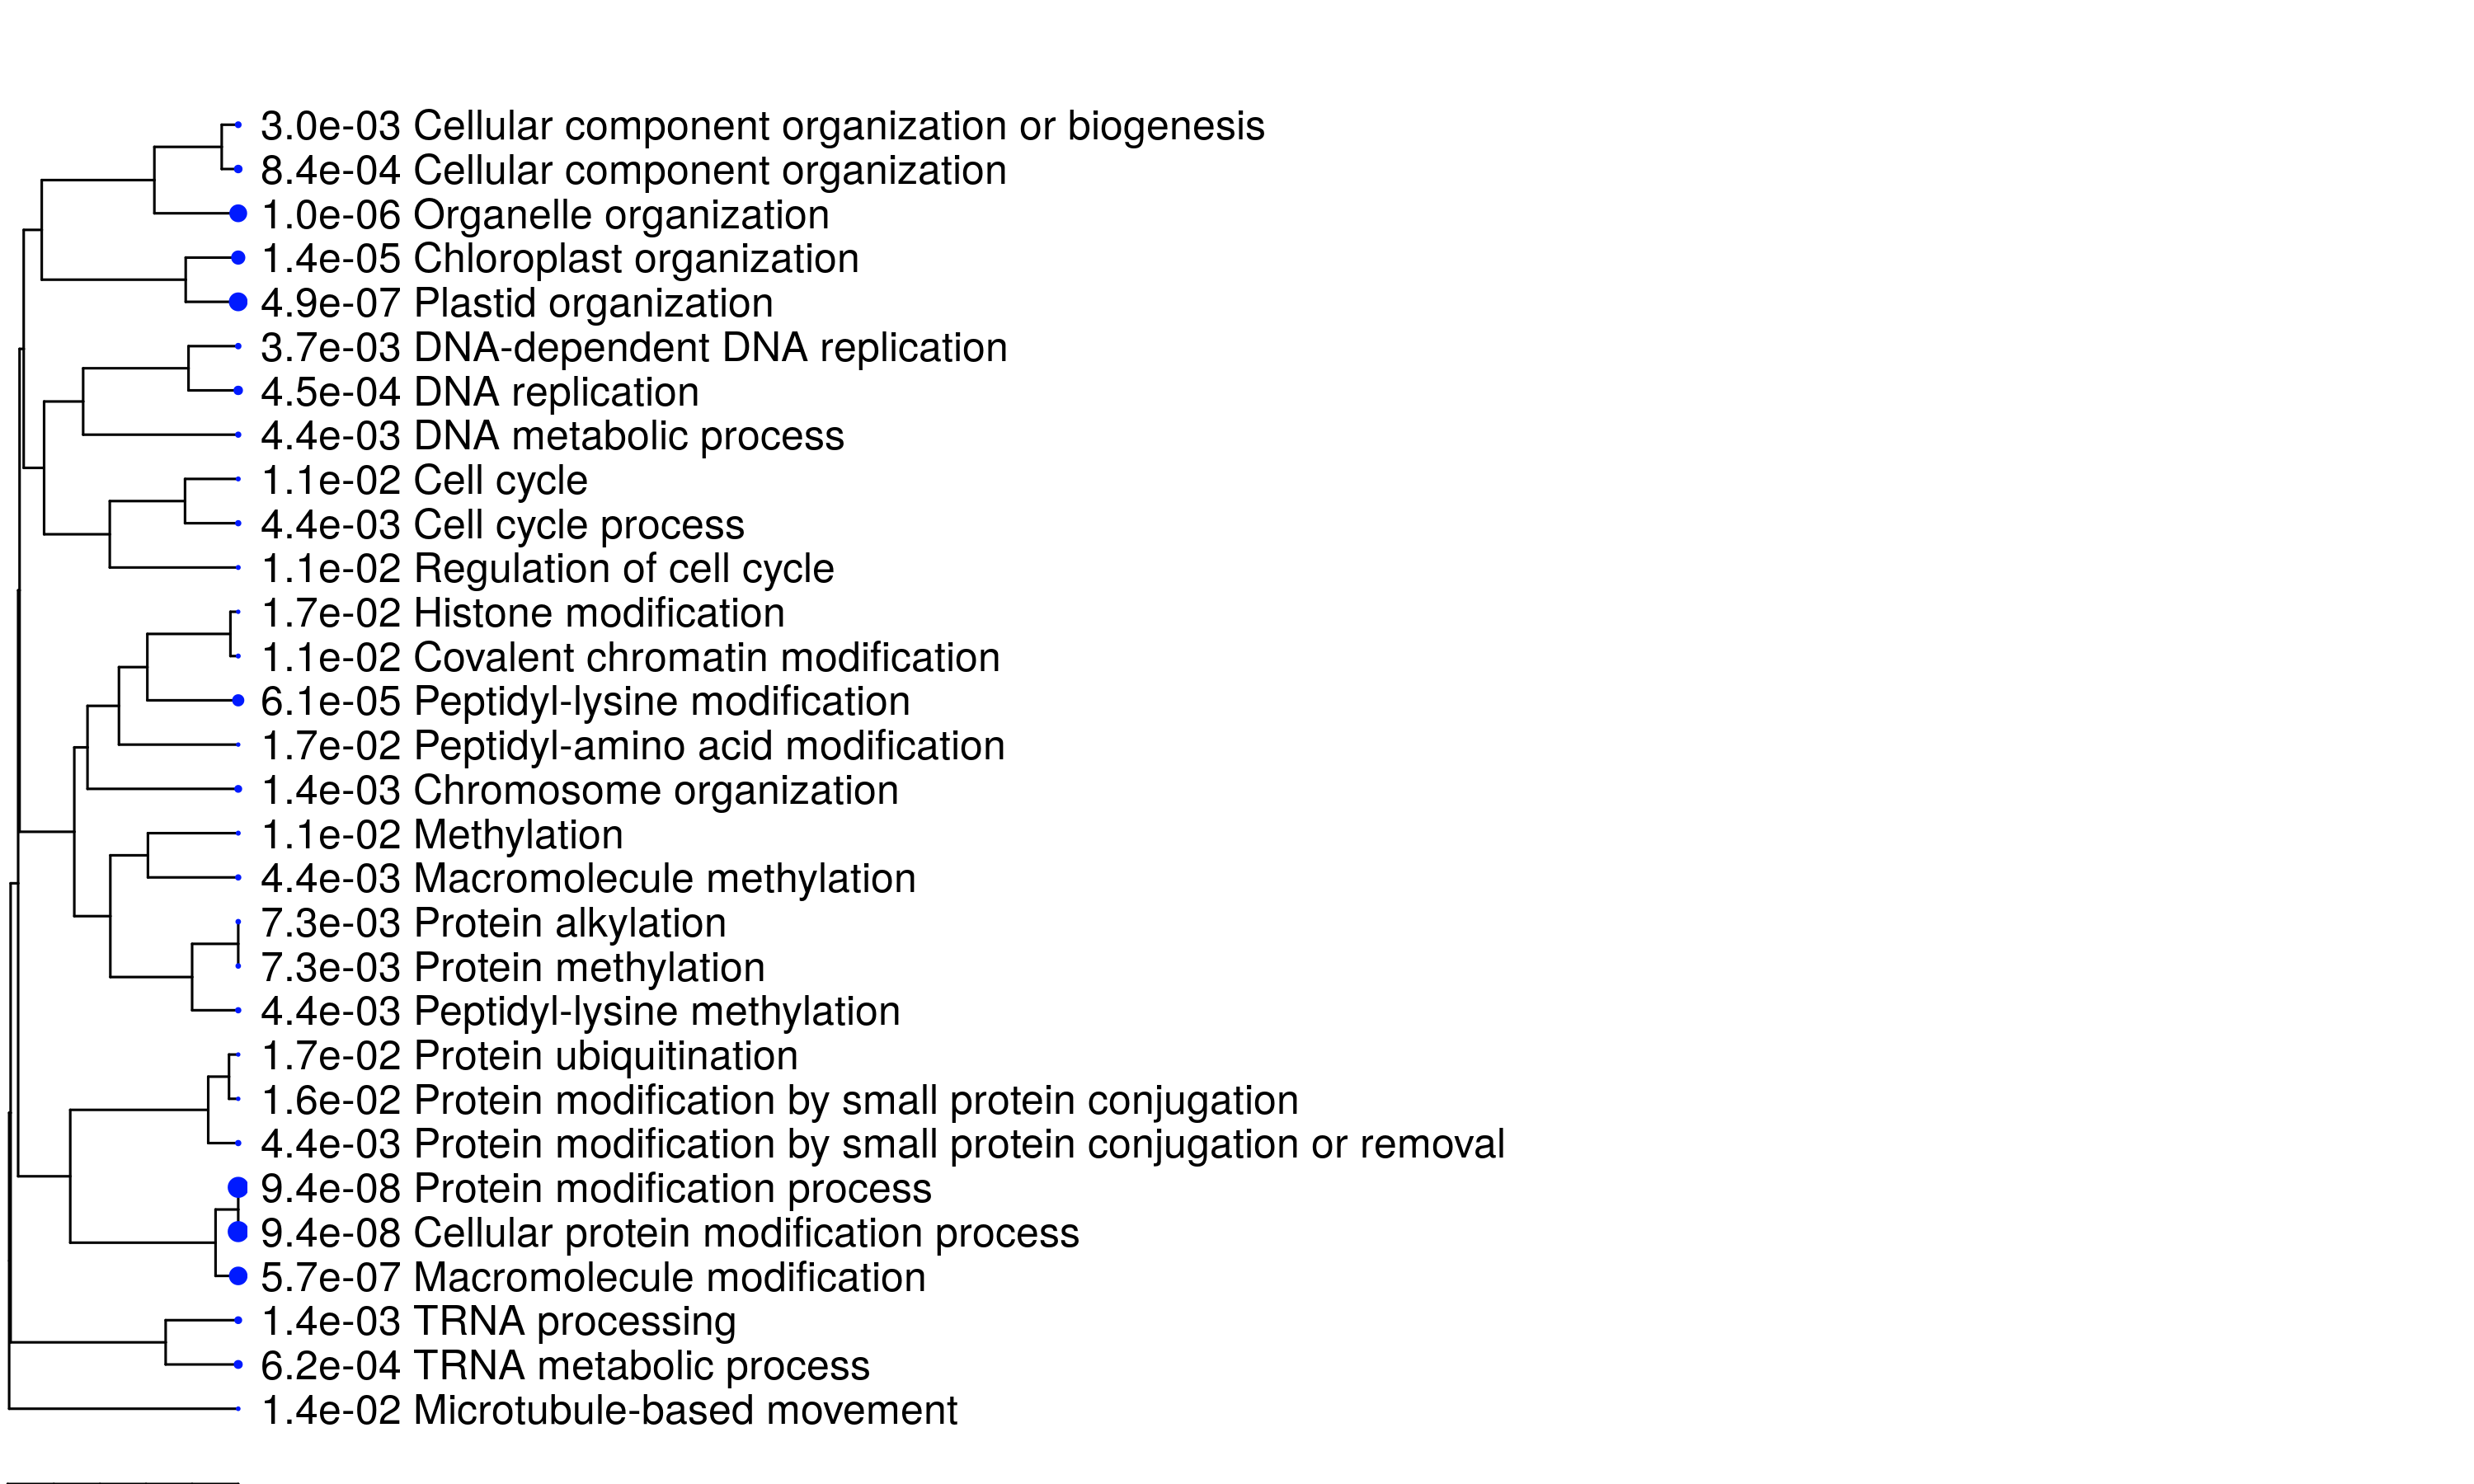 3.0e-03 Cellular component organization or biogenesis
8.4e-04 Cellular component organization
1.0e-06 Organelle organization
1.4e-05 Chloroplast organization
4.9e-07 Plastid organization
3.7e-03 DNA-dependent DNA replication
4.5e-04 DNA replication
4.4e-03 DNA metabolic process
1.1e-02 Cell cycle
4.4e-03 Cell cycle process
1.1e-02 Regulation of cell cycle
1.7e-02 Histone modification
1.1e-02 Covalent chromatin modification
6.1e-05 Peptidyl-lysine modification
1.7e-02 Peptidyl-amino acid modification
1.4e-03 Chromosome organization
1.1e-02 Methylation
4.4e-03 Macromolecule methylation
7.3e-03 Protein alkylation
7.3e-03 Protein methylation
4.4e-03 Peptidyl-lysine methylation
1.7e-02 Protein ubiquitination
1.6e-02 Protein modification by small protein conjugation
4.4e-03 Protein modification by small protein conjugation or removal
9.4e-08 Protein modification process
9.4e-08 Cellular protein modification process
5.7e-07 Macromolecule modification
1.4e-03 TRNA processing
6.2e-04 TRNA metabolic process
1.4e-02 Microtubule-based movement